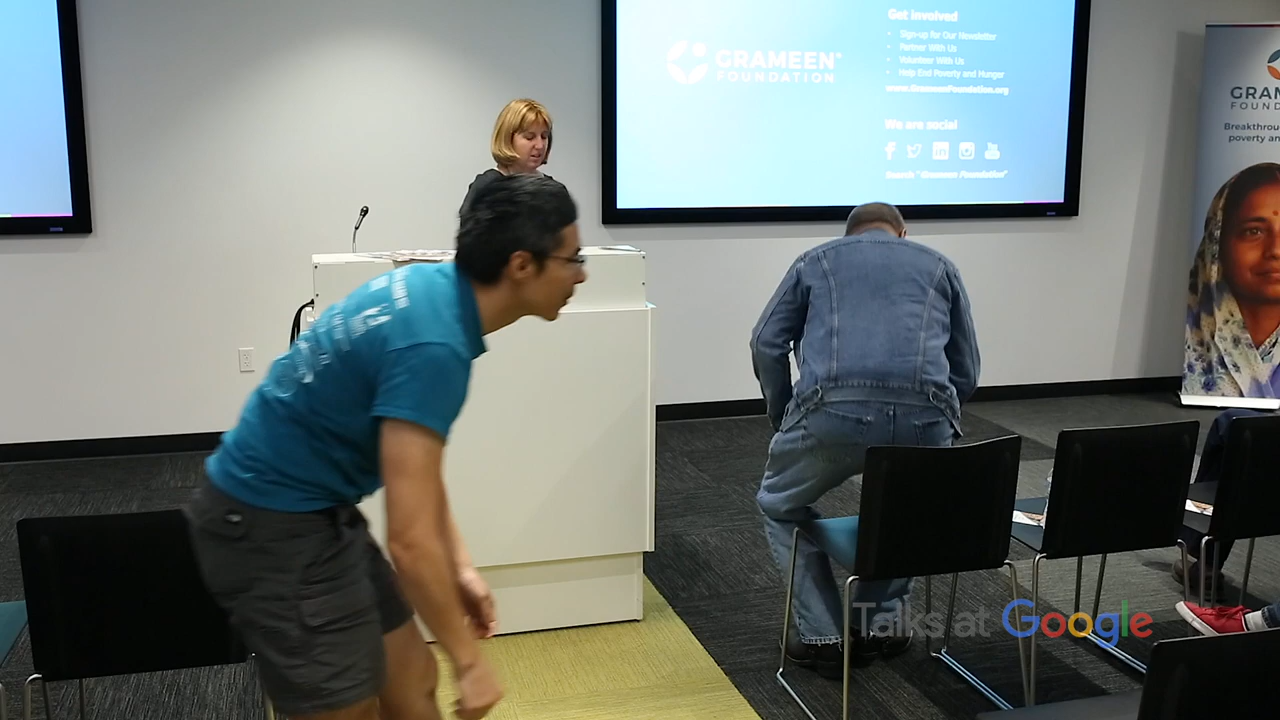 GRAMEEN
FOUNDATION
Get involved
• Sign-up for Our Newsletter
• Partner With Us
• Volunteer With Us
• Help End Poverty and Hunger
www.GrameenFoundation.org
We are social
Search " Grameen Foundation"
GRAM
FOUND
Breakthrou
poverty an
Talks at Google